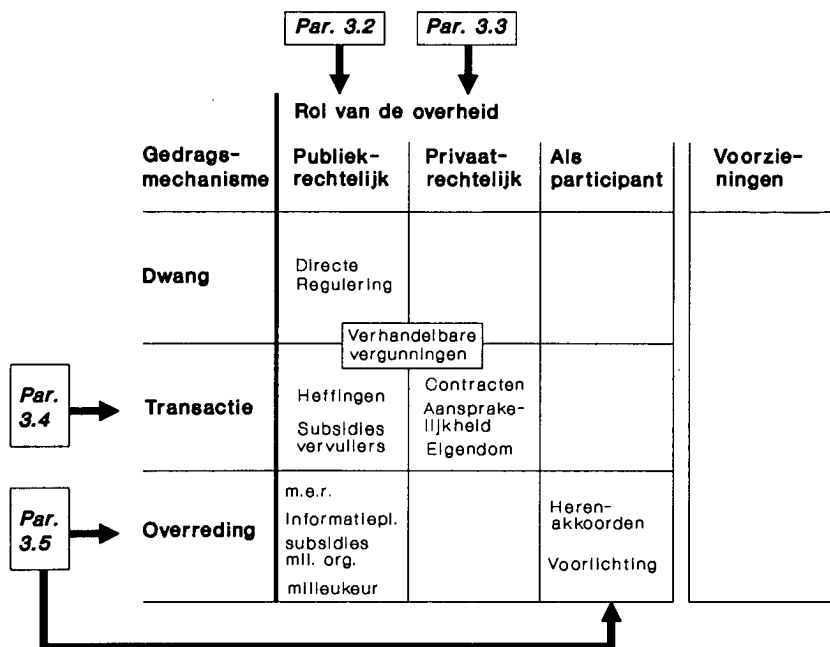 Par. 3.2
Par. 3.3
Rol van de overheid
Gedrags-
mechanisme
Publiek-
rechtelijk
Privaat-
rechtelijk
Als
participant
Voorzie-
ningen
Dwang
Directe
Regulering
Verhandelbare
vergunningen
Par.
3.4
Transactie
Heffingen
Subsidies
vervuilers
Contracten
Aansprake-
lijkheid
Eigendom
Par.
3.5
Overreding
m.e.r.
Informatiepl.
subsidies
mil. org.
milieukeur
Heren-
akkoorden
Voorlichting